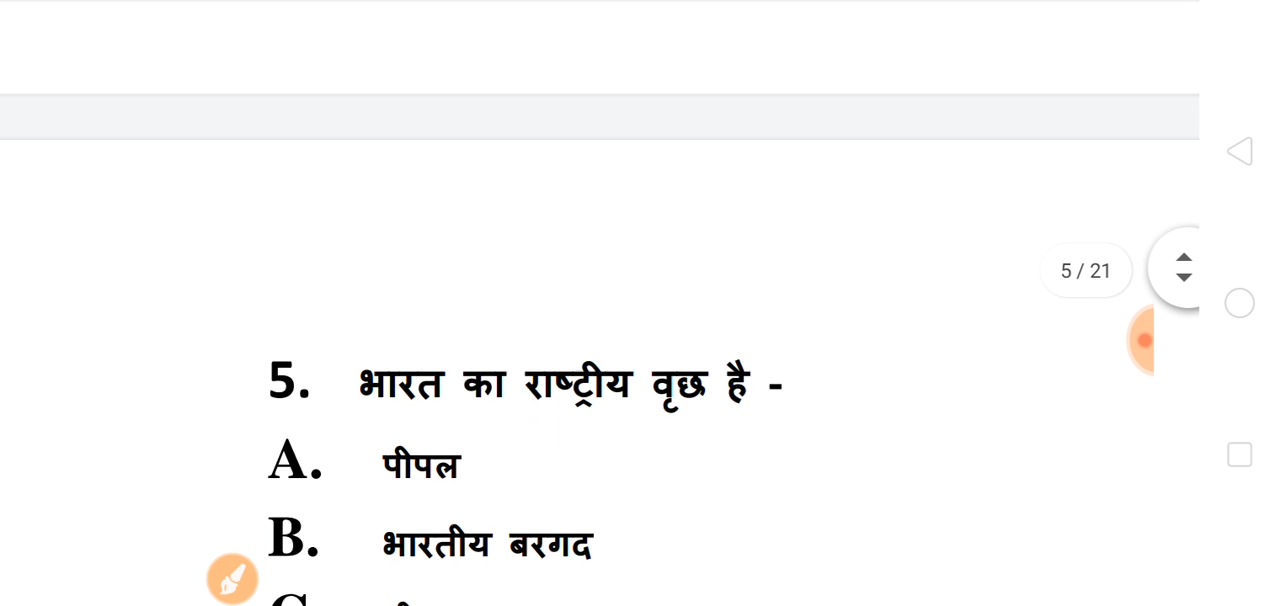 5 / 21
5. भारत का राष्ट्रीय वृछ है -
A. पीपल
B. भारतीय बरगद